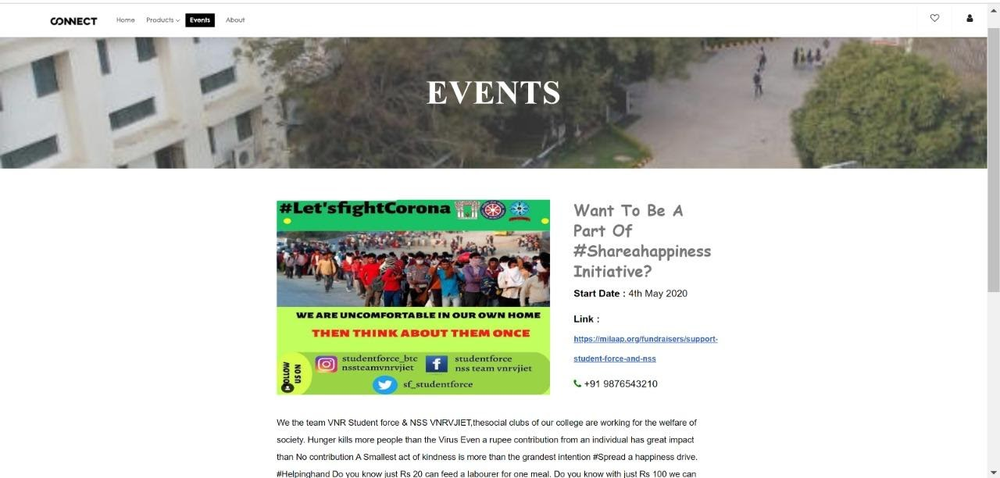 CONNECT Home Products Events About
EVENTS
#Let'sfightCorona
WE ARE UNCOMFORTABLE IN OUR OWN HOME
THEN THINK ABOUT THEM ONCE
FOLLOW
US ON
studentforce_btc
nssteamvnrvjiet
studentforce
nss team vnrvjiet
sf_studentforce
Want To Be A
Part Of
#Shareahappiness
Initiative?
Start Date : 4th May 2020
Link :
https://milaap.org/fundraisers/support-
student-force-and-nss
+91 9876543210
We the team VNR Student force & NSS VNRVJIET,thesocial clubs of our college are working for the welfare of
society. Hunger kills more people than the Virus Even a rupee contribution from an individual has great impact
than No contribution A Smallest act of kindness is more than the grandest intention #Spread a happiness drive.
#Helpinghand Do you know just Rs 20 can feed a labourer for one meal. Do you know with just Rs 100 we can